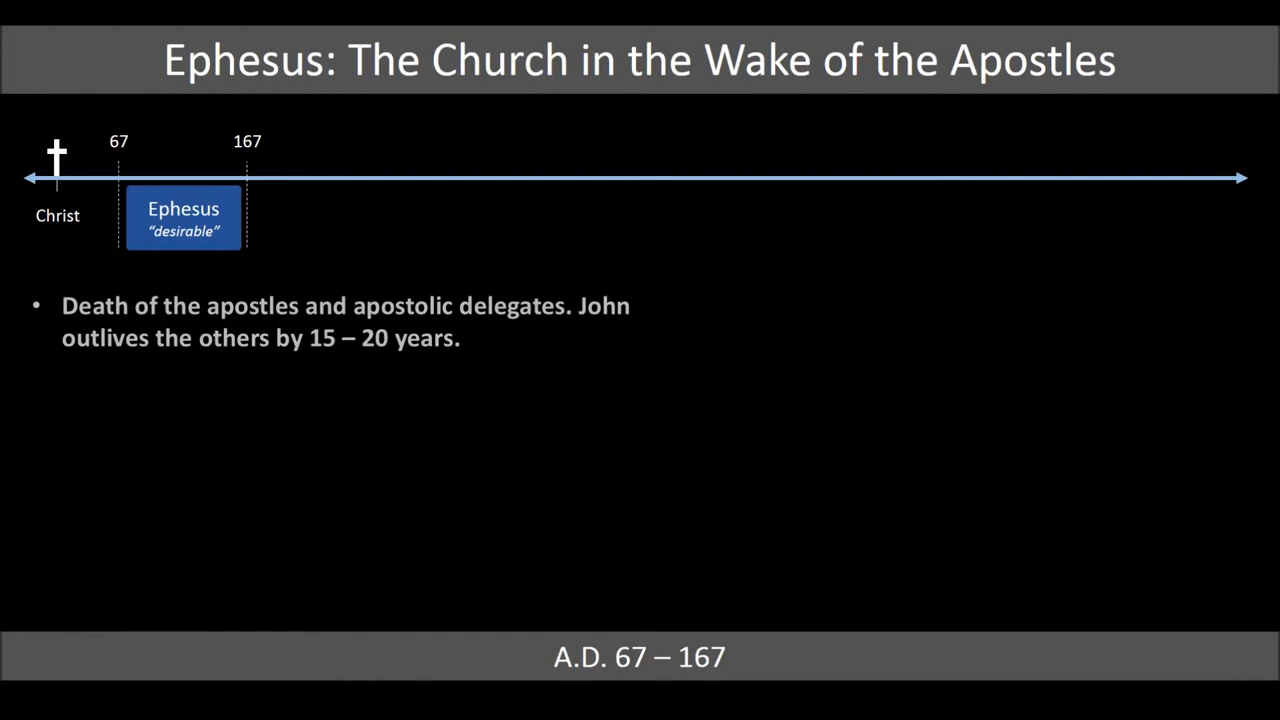 Ephesus: The Church in the Wake of the Apostles
67
167
Christ
Ephesus
“desirable”
• Death of the apostles and apostolic delegates. John
outlives the others by 15 – 20 years.
A.D. 67 – 167